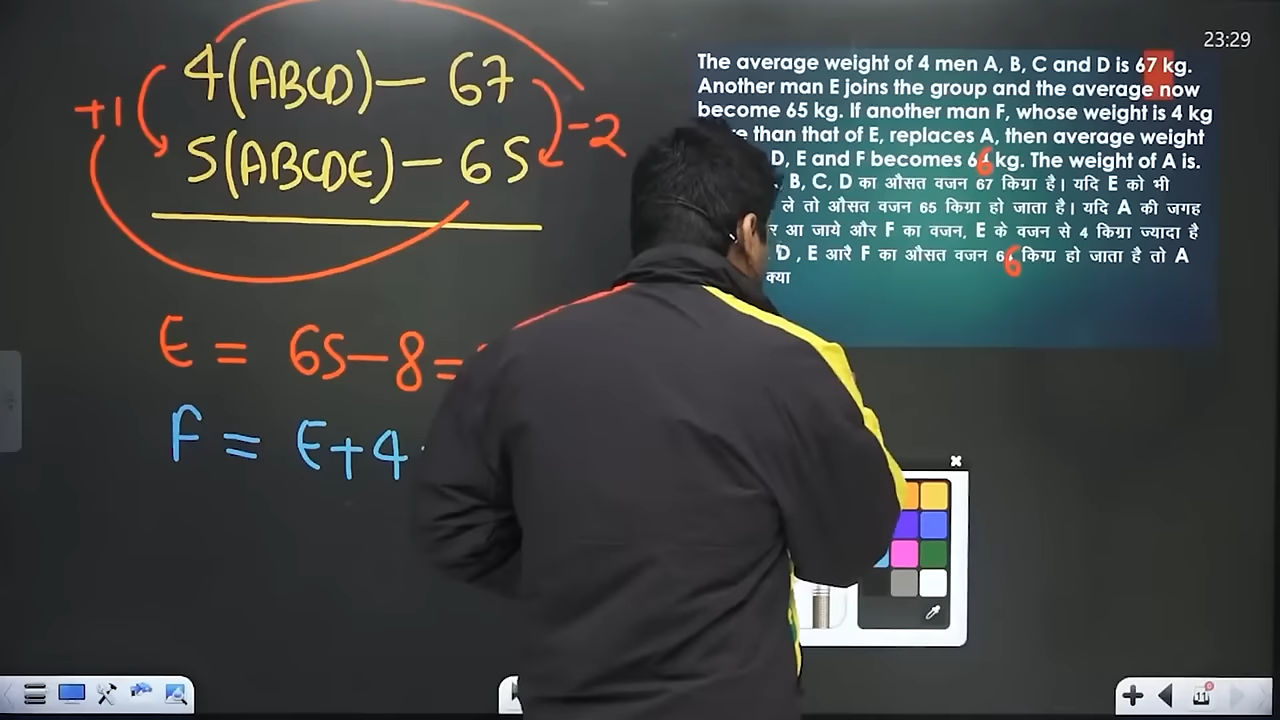 23:29
4(ABCD) – 67
+1
-2
5(ABCDE) – 65
E = 65-8=
F = E+4
The average weight of 4 men A, B, C and D is 67 kg.
Another man E joins the group and the average now
become 65 kg. If another man F, whose weight is 4 kg
than that of E, replaces A, then average weight
D, E and F becomes 66 kg. The weight of A is.
B, C, D का औसत वजन 67 किग्रा है। यदि E को भी
ले तो औसत वजन 65 किग्रा हो जाता है। यदि A की जगह
आ जाये और F का वजन, E के वजन से 4 किग्रा ज्यादा है
D , E आरै F का औसत वजन 66 किग्रा हो जाता है तो A
क्या